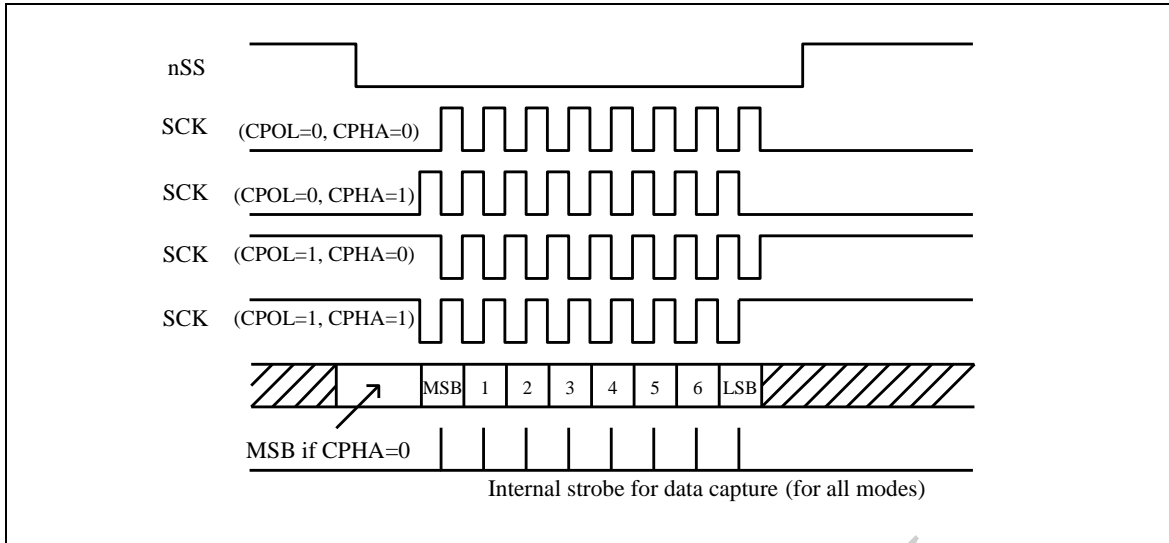 nSS
SCK (CPOL=0, CPHA=0)
SCK (CPOL=0, CPHA=1)
SCK (CPOL=1, CPHA=0)
SCK (CPOL=1, CPHA=1)
MSB 1 2 3 4 5 6 LSB
MSB if CPHA=0
Internal strobe for data capture (for all modes)